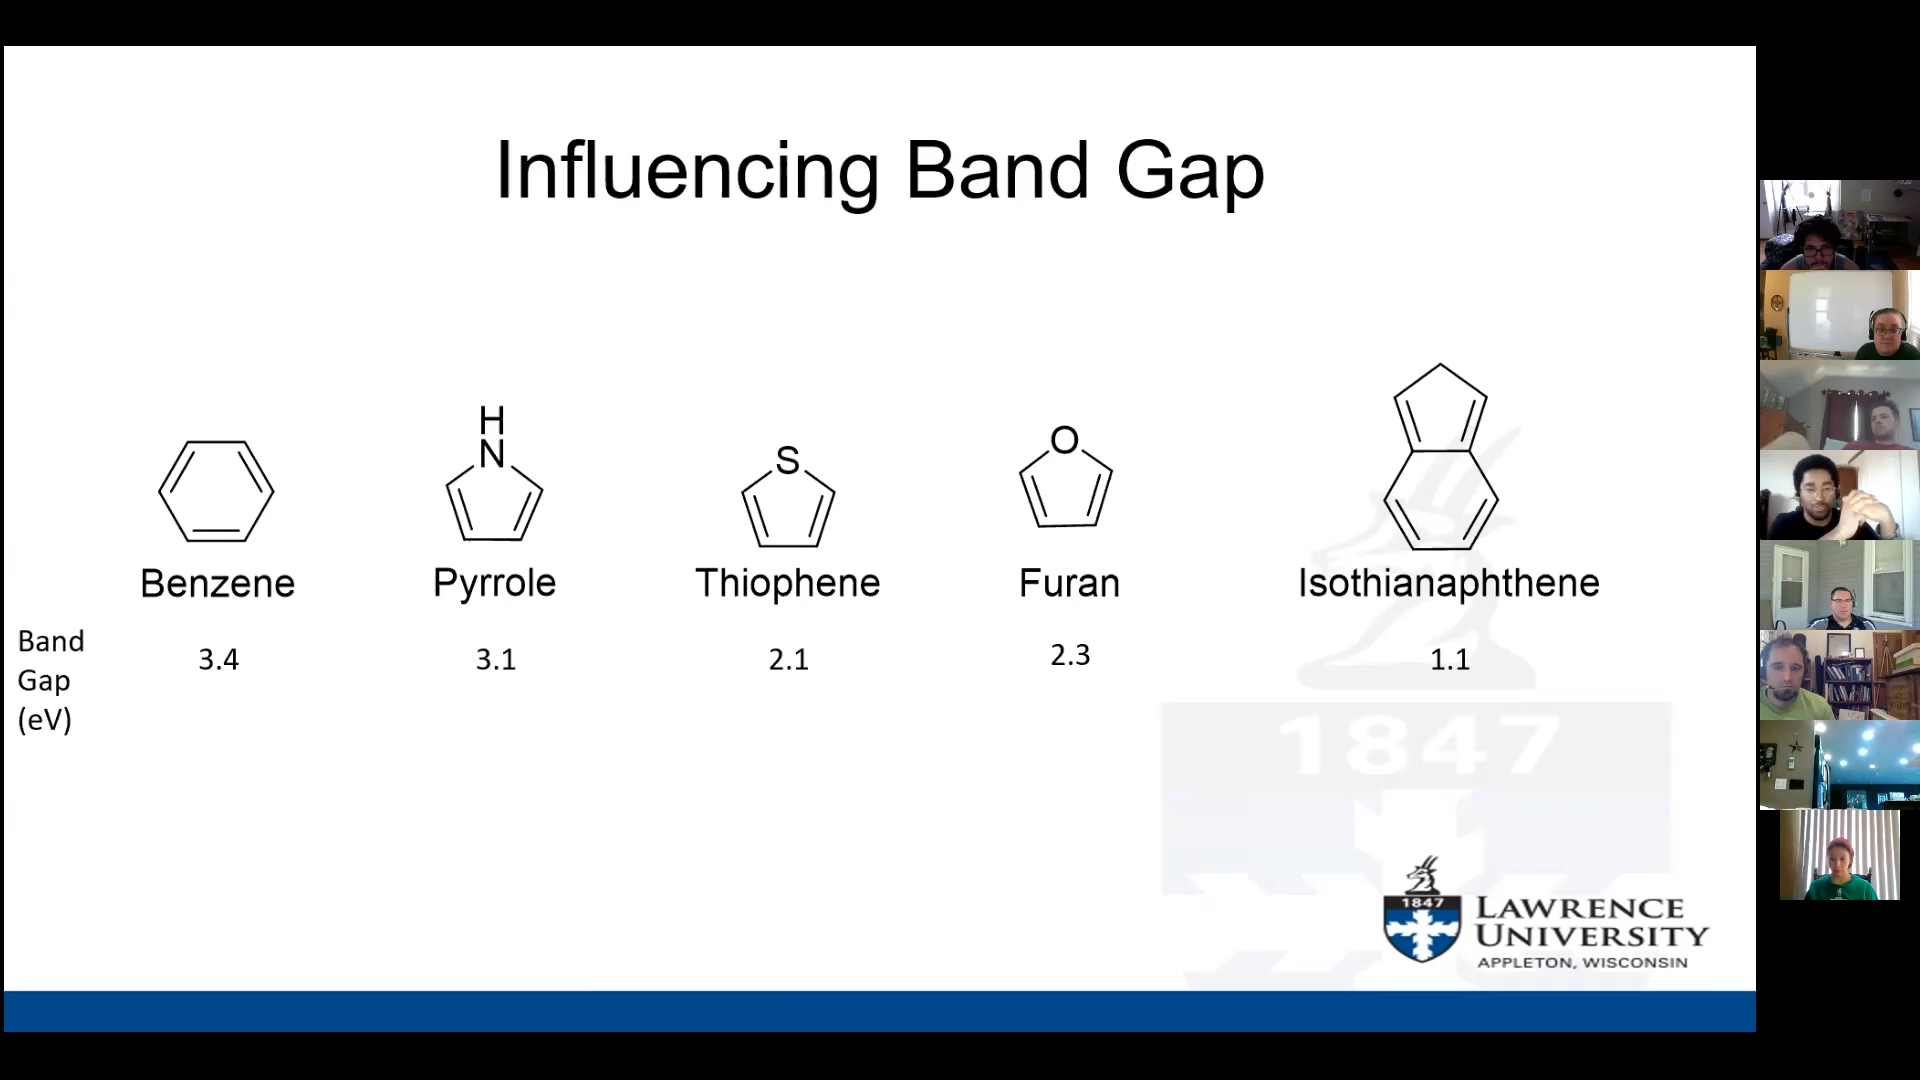 Influencing Band Gap
H
N
S
O
Benzene
Pyrrole
Thiophene
Furan
Isothianaphthene
Band
Gap
(eV)
3.4
3.1
2.1
2.3
1.1
1847
1847
LAWRENCE
UNIVERSITY
APPLETON, WISCONSIN